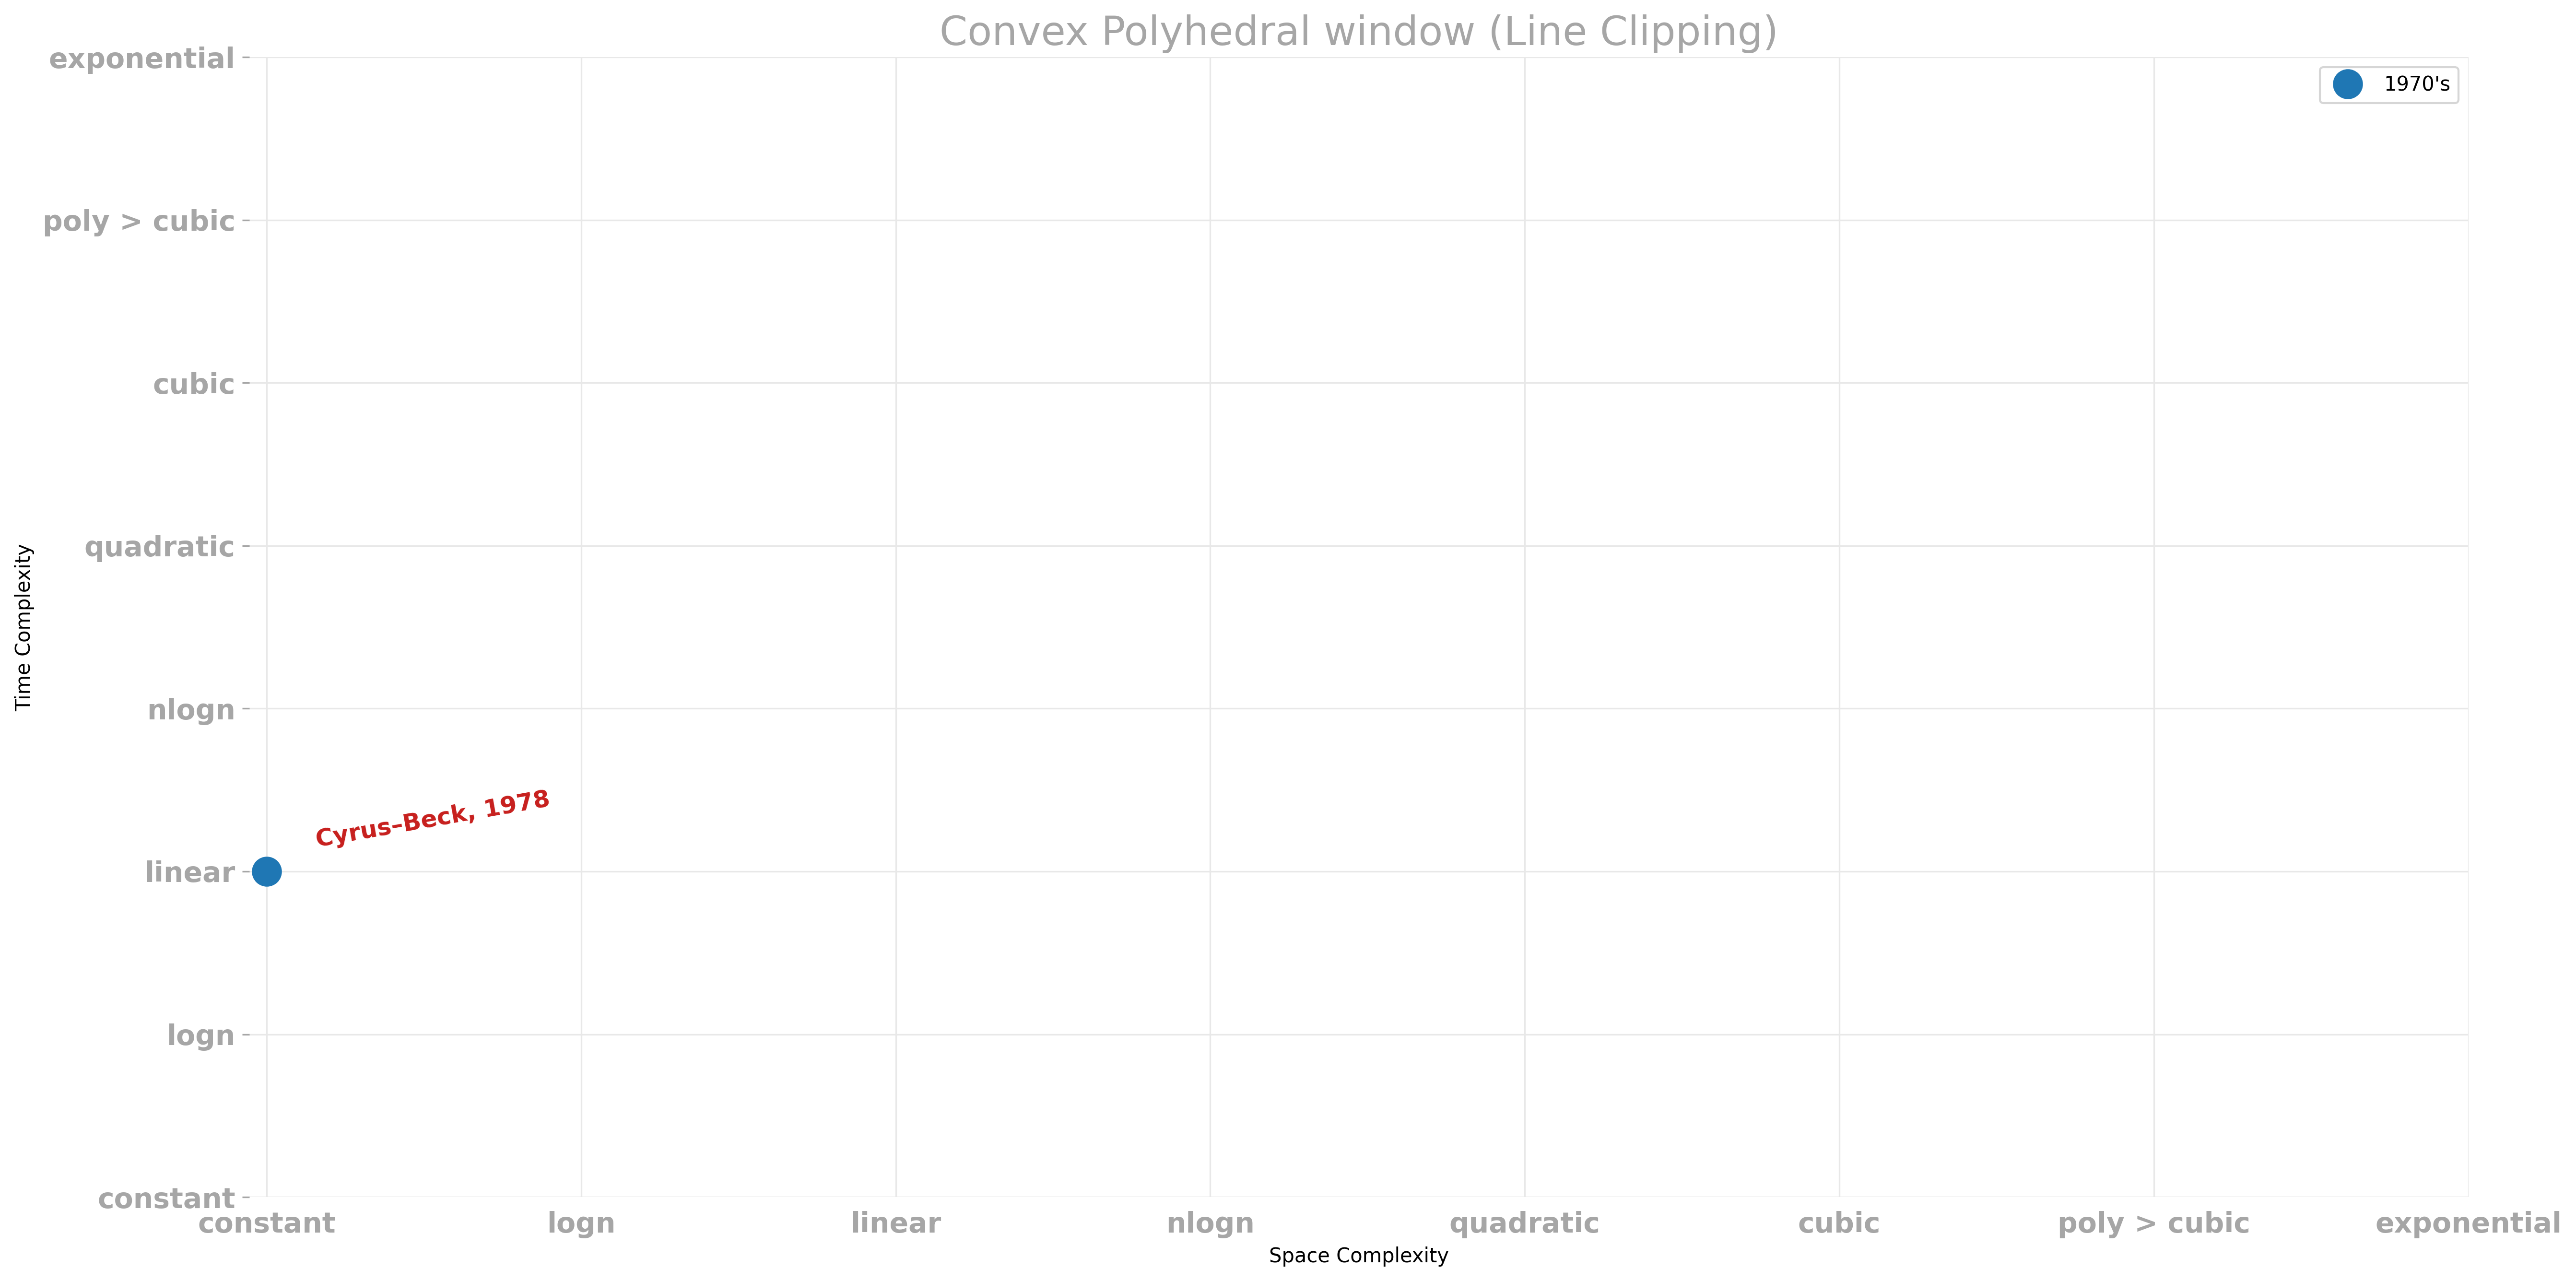 Convex Polyhedral window (Line Clipping)
exponential
poly > cubic
cubic
quadratic
nlogn
linear
logn
constant
Time Complexity
1970's
Cyrus–Beck, 1978
constant
logn
linear
nlogn
quadratic
cubic
poly > cubic
exponential
Space Complexity